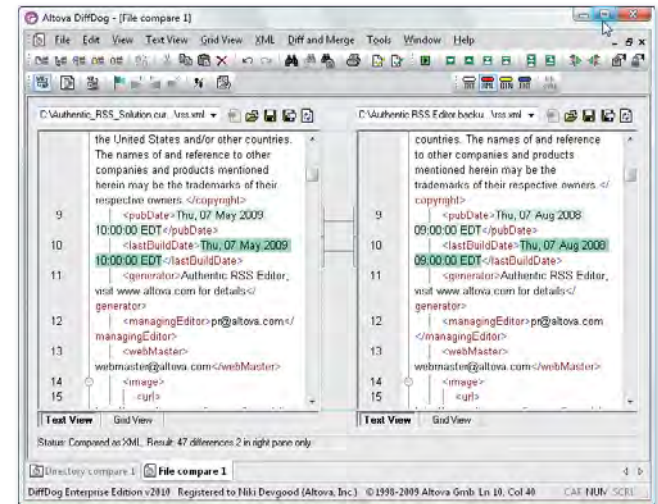 Altova DiffDog - [File compare 1]
File Edit View Text View Grid View XML Diff and Merge Tools Window Help
C:\Authentic_RSS_Solution cur...\rss.xml
C:\Authentic RSS Editor backu...\rss.xml
the United States and/or other countries.
The names of and reference to other
companies and products mentioned
herein may be the trademarks of their
respective owners.</copyright>
9 <pubDate>Thu, 07 May 2009
10:00:00 EDT</pubDate>
10 <lastBuildDate>Thu, 07 May 2009
10:00:00 EDT</lastBuildDate>
11 <generator>Authentic RSS Editor,
visit www.altova.com for details</
generator>
12 <managingEditor>pr@altova.com</
managingEditor>
13 <webMaster>
webmaster@altova.com</webMaster>
14 <image>
15 <url>
countries. The names of and reference
to other companies and products
mentioned herein may be the
trademarks of their respective owners.</
copyright>
9 <pubDate>Thu, 07 Aug 2008
09:00:00 EDT</pubDate>
10 <lastBuildDate>Thu, 07 Aug 2008
09:00:00 EDT</lastBuildDate>
11 <generator>Authentic RSS Editor,
visit www.altova.com for details</
generator>
12 <managingEditor>pr@altova.com
</managingEditor>
13 <webMaster>
webmaster@altova.com</webMaster>
14 <image>
15 <url>
Text View Grid View
Text View Grid View
Status: Compared as XML. Result: 47 differences 2 in right pane only
Directory compare 1 File compare 1
DiffDog Enterprise Edition v2010 Registered to Niki Devgood (Altova, Inc.) ©1998-2009 Altova Gmb Ln 10, Col 40 CAP NUM SCRL